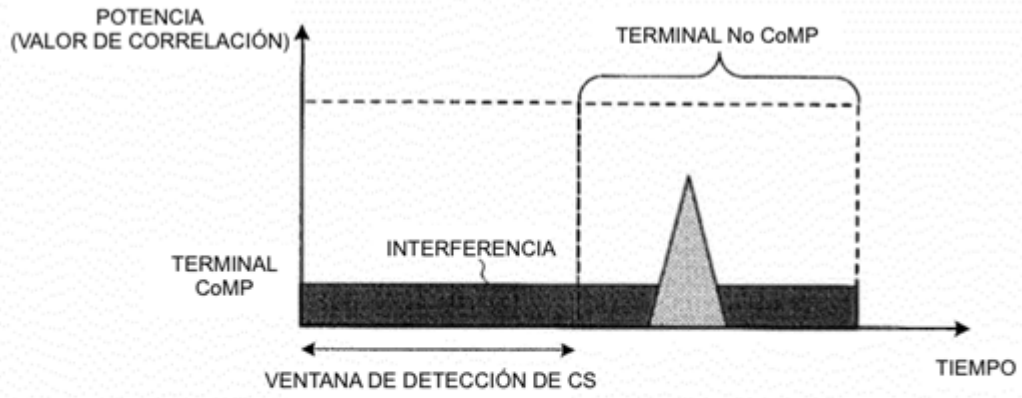 POTENCIA
(VALOR DE CORRELACIÓN)
TERMINAL No CoMP
INTERFERENCIA
TERMINAL
CoMP
TIEMPO
VENTANA DE DETECCIÓN DE CS